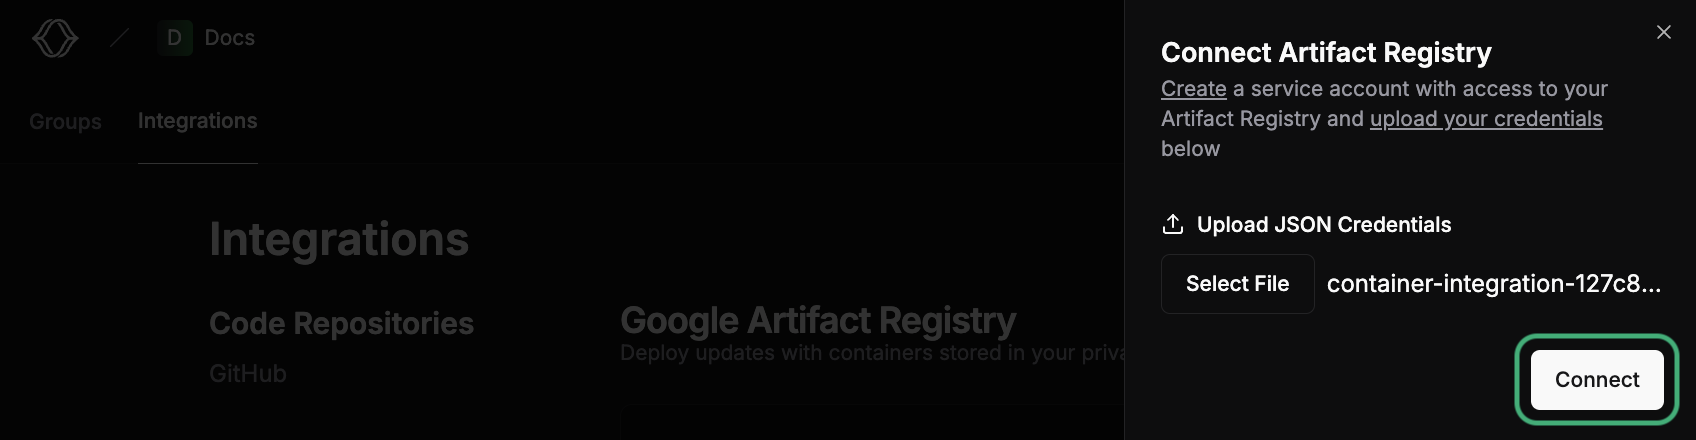 D Docs
Groups Integrations
Integrations
Code Repositories
GitHub
Google Artifact Registry
Deploy updates with containers stored in your
Connect Artifact Registry
Create a service account with access to your
Artifact Registry and upload your credentials
below
Upload JSON Credentials
Select File container-integration-127c8...
Connect